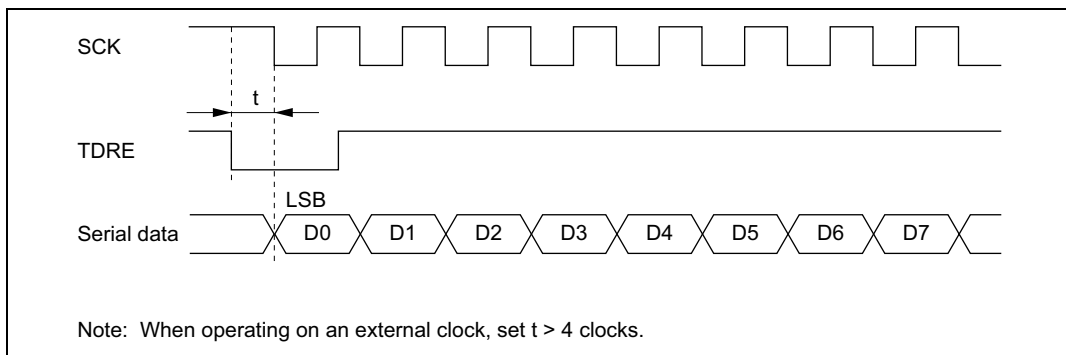 SCK
t
TDRE
LSB
Serial data D0 D1 D2 D3 D4 D5 D6 D7
Note: When operating on an external clock, set t > 4 clocks.